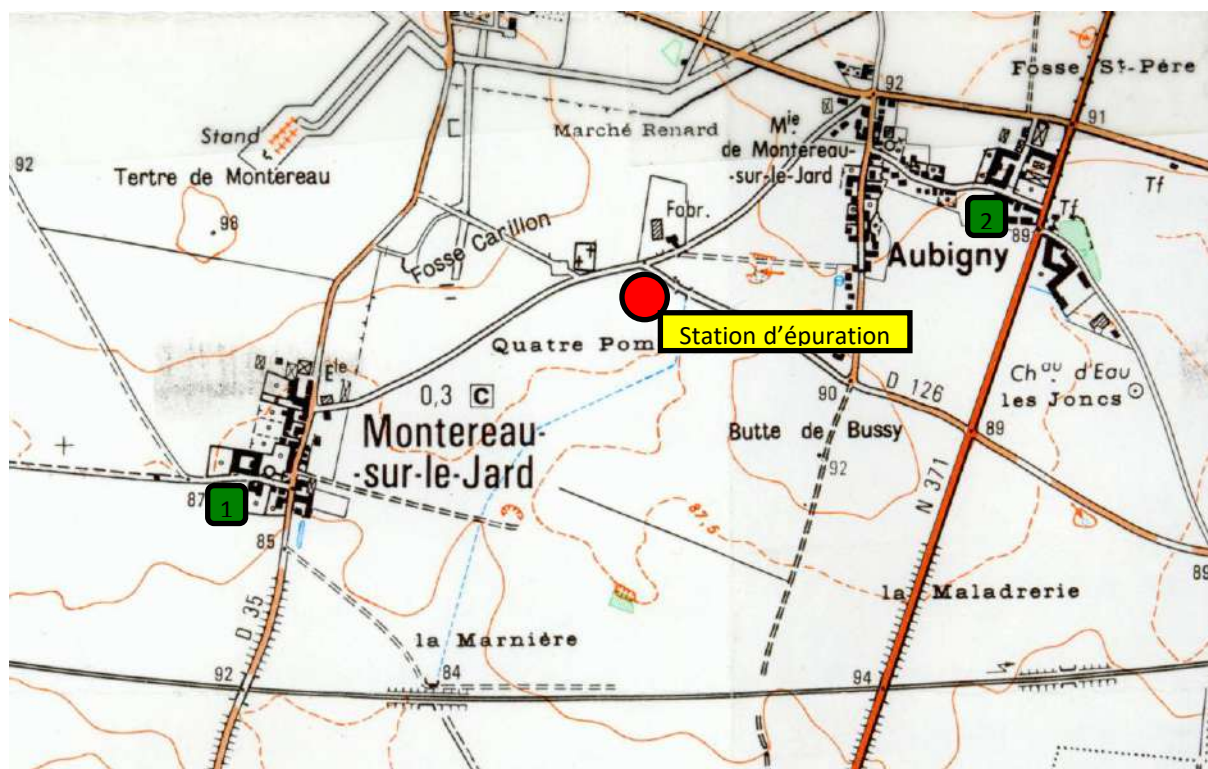 92
Fosse St-Père
91
92
Stand
Marché Renard
Mie
de Montereau-
-sur-le-Jard
Tertre de Montereau
Tf
98
Fosse Carillon
Fabr.
2
Tf
89
Aubigny
Station d'épuration
Quatre Pom
Ete
0,3 C
90
D 126
Chau d'Eau
les Joncs
89
Montereau-
-sur-le-Jard
Butte de Bussy
92
87
1
87,5
N 371
85
89
D 35
la Maladrerie
la Marnière
92
84
94